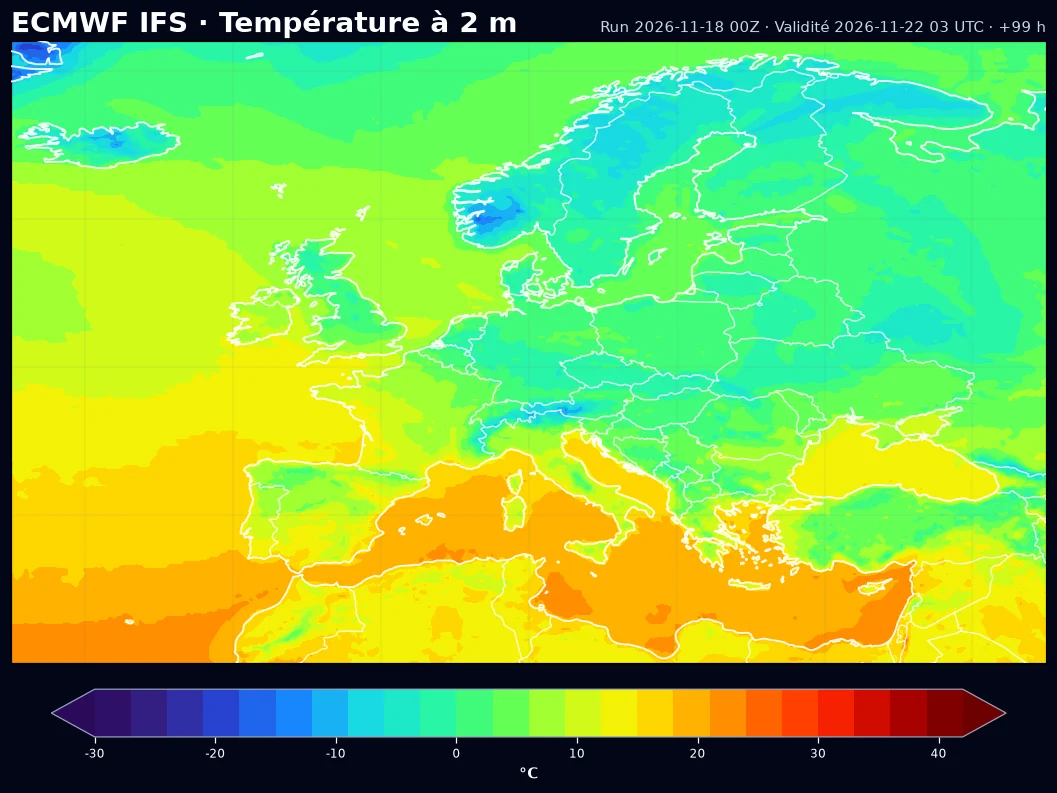 ECMWF IFS · Température à 2 m
Run 2026-11-18 00Z · Validité 2026-11-22 03 UTC · +99 h
-30 -20 -10 0 10 20 30 40
°C